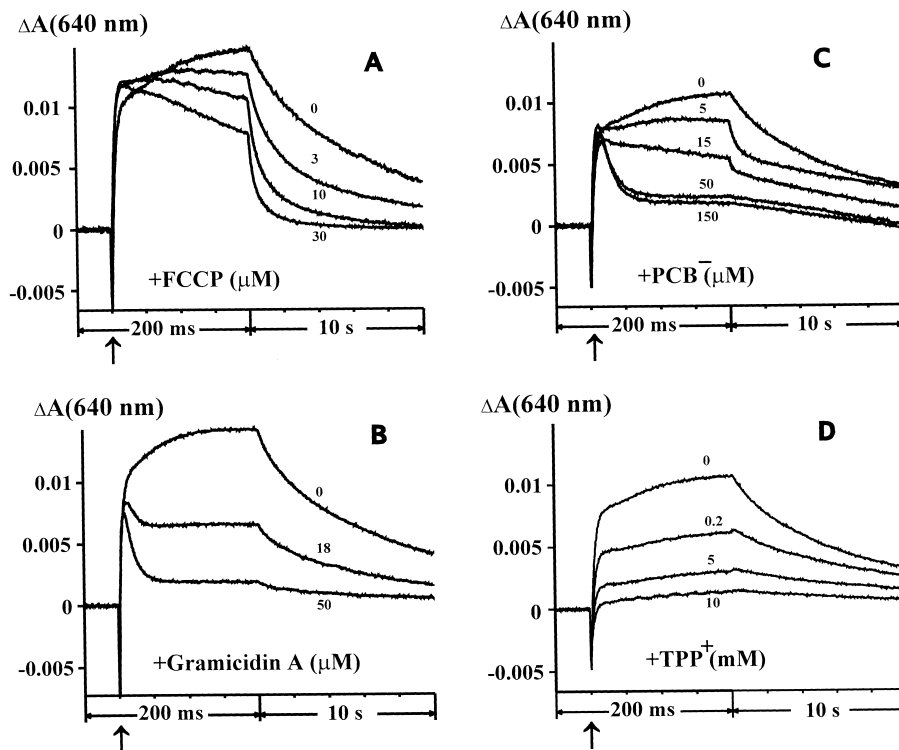 ΔA(640 nm)
A
0.01
0.005
0
-0.005
0
3
10
30
+FCCP (μM)
200 ms
10 s
ΔA(640 nm)
C
0.01
0.005
0
-0.005
0
5
15
50
150
+PCB⁻(μM)
200 ms
10 s
ΔA(640 nm)
B
0.01
0.005
0
-0.005
0
18
50
+Gramicidin A (μM)
200 ms
10 s
ΔA(640 nm)
D
0.01
0.005
0
-0.005
0
0.2
5
10
+TPP⁺(mM)
200 ms
10 s